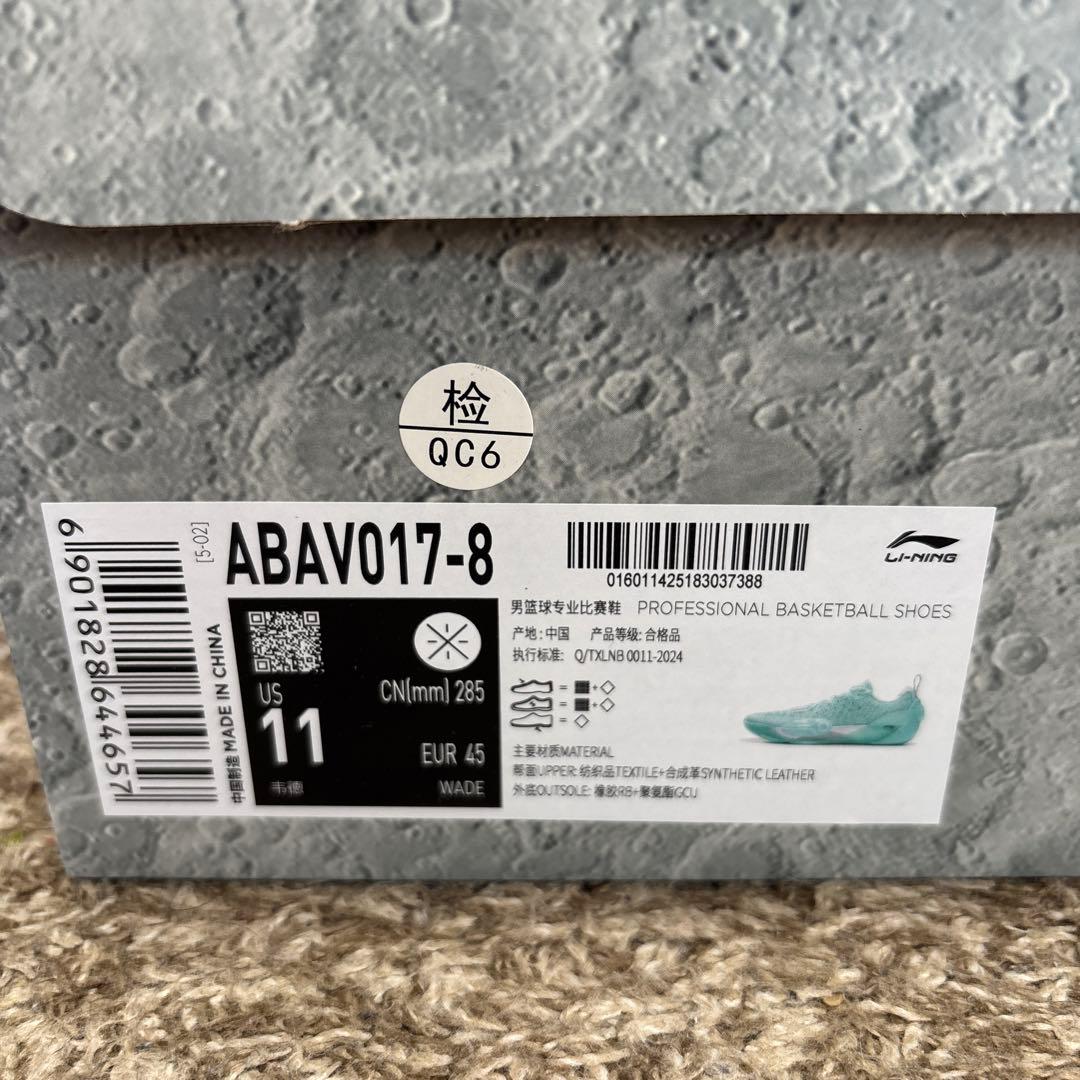 检
QC6
6 901828 644657
[5-02]
ABAV017-8
016011425183037388
LI-NING
中国制造 MADE IN CHINA
US
11
韦德
CN(mm) 285
EUR 45
WADE
男篮球专业比赛鞋 PROFESSIONAL BASKETBALL SHOES
产地: 中国 产品等级: 合格品
执行标准: Q/TXLNB 0011-2024
= + ◇
= + ◇
= ◇
主要材质MATERIAL
帮面UPPER: 纺织品TEXTILE+合成革SYNTHETIC LEATHER
外底OUTSOLE: 橡胶RB+聚氨酯GCU